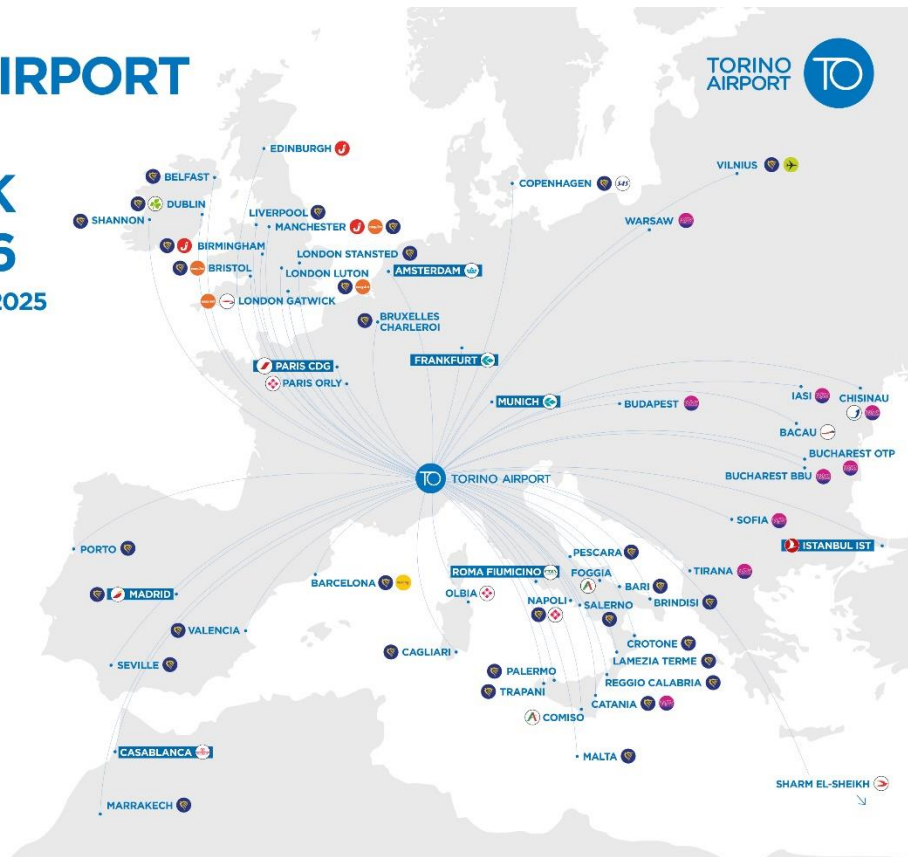 IRPORT
K
S
2025
TORINO
AIRPORT
TO
EDINBURGH
BELFAST
DUBLIN
SHANNON
LIVERPOOL
MANCHESTER
BIRMINGHAM
BRISTOL
LONDON STANSTED
LONDON LUTON
LONDON GATWICK
COPENHAGEN
SAS
VILNIUS
WARSAW
AMSTERDAM
BRUXELLES
CHARLEROI
FRANKFURT
PARIS CDG
PARIS ORLY
MUNICH
BUDAPEST
IASI
CHISINAU
BACAU
BUCHAREST OTP
BUCHAREST BBU
TO
TORINO AIRPORT
SOFIA
ISTANBUL IST
TIRANA
PORTO
MADRID
VALENCIA
SEVILLE
BARCELONA
CASABLANCA
MARRAKECH
ROMA FIUMICINO
OLBIA
CAGLIARI
PESCARA
FOGGIA
BARI
BRINDISI
NAPOLI
SALERNO
CROTONE
LAMEZIA TERME
REGGIO CALABRIA
PALERMO
TRAPANI
CATANIA
COMISO
MALTA
SHARM EL-SHEIKH